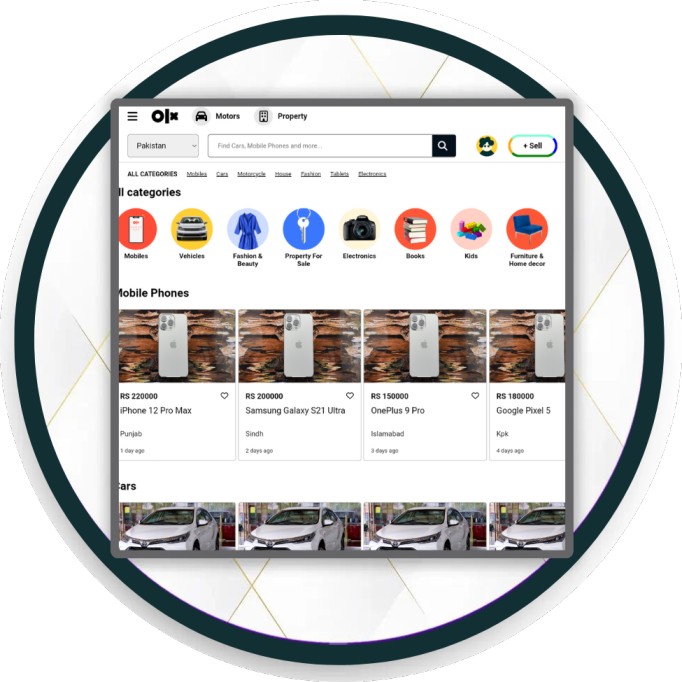 olx Motors Property
Pakistan Find Cars, Mobile Phones and more... + Sell
ALL CATEGORIES Mobiles Cars Motorcycle House Fashion Tablets Electronics
ll categories
Mobiles Vehicles Fashion & Property For Electronics Books Kids Furniture &
Beauty Sale Home decor
Mobile Phones
RS 220000 RS 200000 RS 150000 RS 180000
iPhone 12 Pro Max Samsung Galaxy S21 Ultra OnePlus 9 Pro Google Pixel 5
Punjab Sindh Islamabad Kpk
1 day ago 2 days ago 3 days ago 4 days ago
Cars